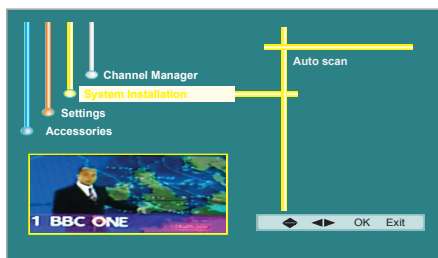 Channel Manager
System Installation
Settings
Accessories
Auto scan
1 BBC ONE
OK Exit